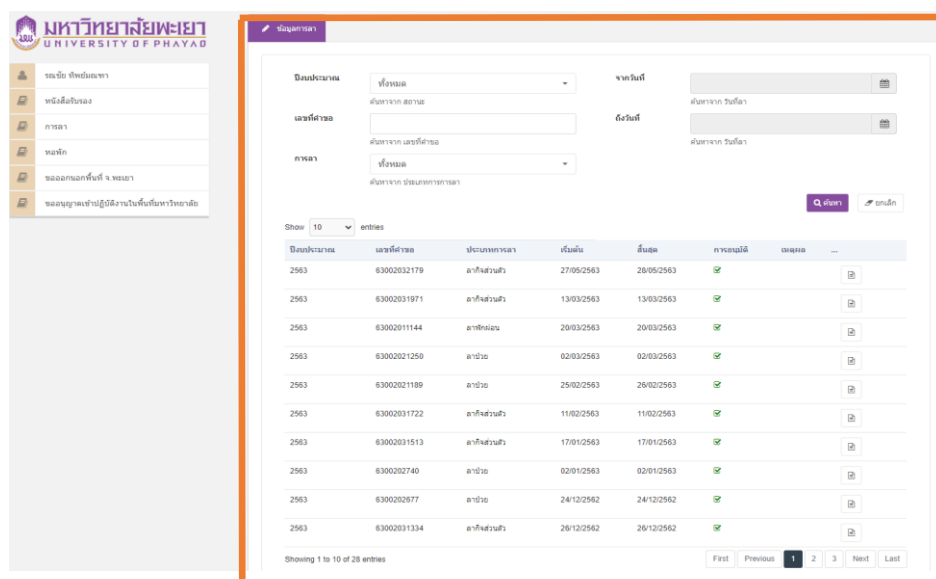 มหาวิทยาลัยพะเยา
UNIVERSITY OF PHAYAO
รณชัย ทิพย์มณฑา
หนังสือรับรอง
การลา
หอพัก
ขอออกนอกพื้นที่ จ.พะเยา
ขออนุญาตเข้าปฏิบัติงานในพื้นที่มหาวิทยาลัย
ข้อมูลการลา
ปีงบประมาณ ทั้งหมด จากวันที่
ค้นหาจาก สถานะ ค้นหาจาก วันที่ลา
เลขที่คำขอ ถึงวันที่
ค้นหาจาก เลขที่คำขอ ค้นหาจาก วันที่ลา
การลา ทั้งหมด
ค้นหาจาก ประเภทการการลา
ค้นหา ยกเลิก
Show 10 entries
ปีงบประมาณ เลขที่คำขอ ประเภทการลา เริ่มต้น สิ้นสุด การอนุมัติ เหตุผล ...
2563 63002032179 ลากิจส่วนตัว 27/05/2563 28/05/2563
2563 63002031971 ลากิจส่วนตัว 13/03/2563 13/03/2563
2563 63002011144 ลาพักผ่อน 20/03/2563 20/03/2563
2563 63002021250 ลาป่วย 02/03/2563 02/03/2563
2563 63002021189 ลาป่วย 25/02/2563 26/02/2563
2563 63002031722 ลากิจส่วนตัว 11/02/2563 11/02/2563
2563 63002031513 ลากิจส่วนตัว 17/01/2563 17/01/2563
2563 6300202740 ลาป่วย 02/01/2563 02/01/2563
2563 6300202677 ลาป่วย 24/12/2562 24/12/2562
2563 63002031334 ลากิจส่วนตัว 26/12/2562 26/12/2562
Showing 1 to 10 of 28 entries First Previous 1 2 3 Next Last